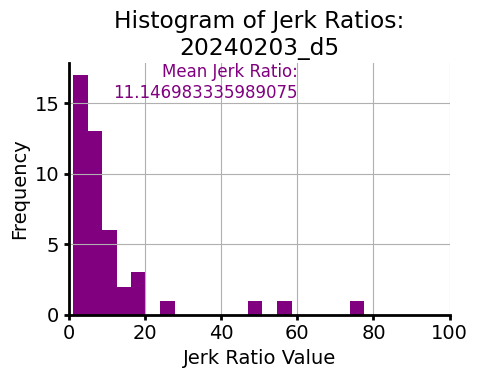 Histogram of Jerk Ratios:
20240203_d5
Mean Jerk Ratio:
11.146983335989075
15
10
5
0
Frequency
0 20 40 60 80 100
Jerk Ratio Value